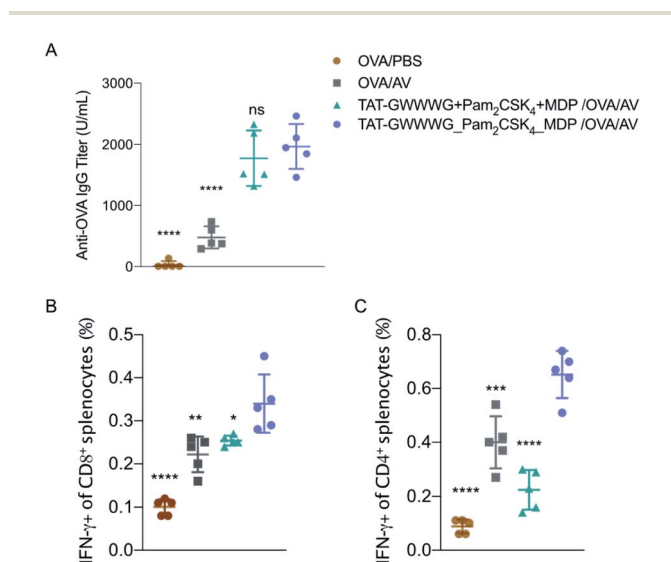 A
OVA/PBS
OVA/AV
TAT-GWWWG+Pam₂CSK₄+MDP /OVA/AV
TAT-GWWWG_Pam₂CSK₄_MDP /OVA/AV
Anti-OVA IgG Titer (U/mL)
3000
2000
1000
0
****
****
ns
B
IFN-γ+ of CD8⁺ splenocytes (%)
0.5
0.4
0.3
0.2
0.1
0.0
****
**
*
C
IFN-γ+ of CD4⁺ splenocytes (%)
0.8
0.6
0.4
0.2
0.0
****
***
****